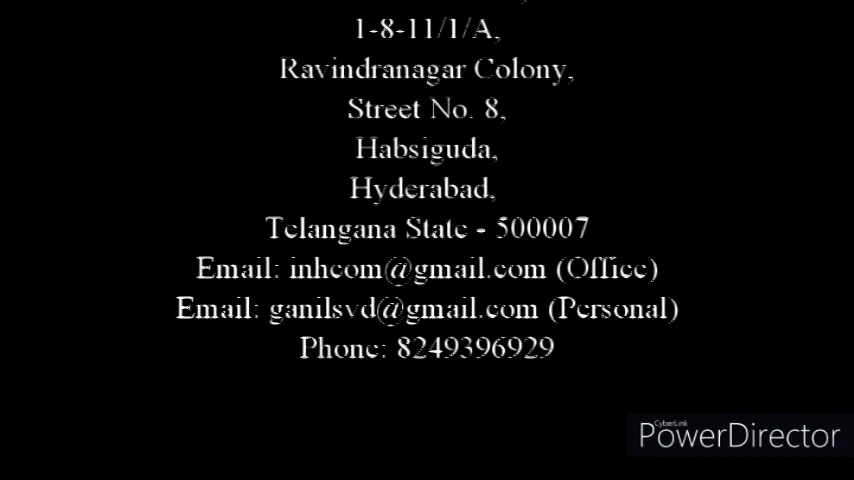 1-8-11/1/A,
Ravindranagar Colony,
Street No. 8,
Habsiguda,
Hyderabad,
Telangana State - 500007
Email: inhcom@gmail.com (Office)
Email: ganilsvd@gmail.com (Personal)
Phone: 8249396929
CyberLink
PowerDirector